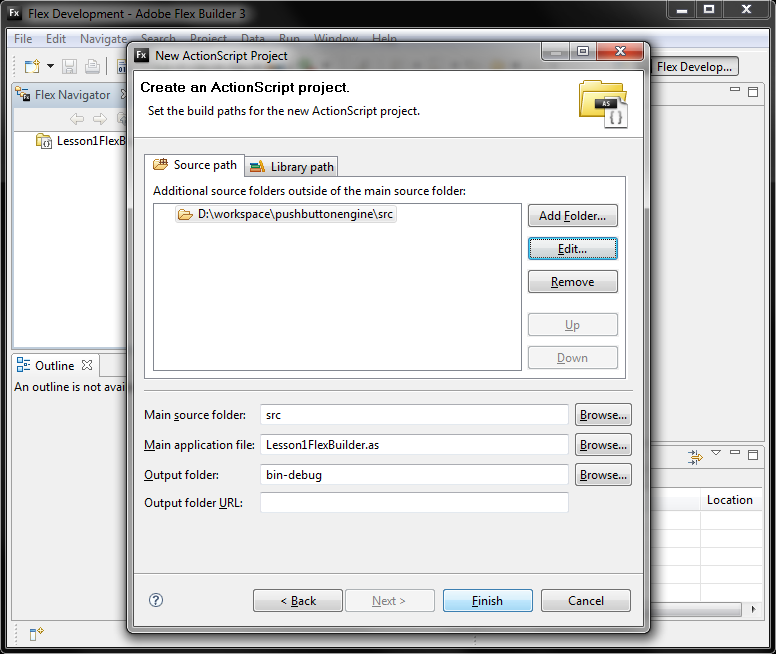 Flex Development - Adobe Flex Builder 3
File Edit Navigate Search Project Data Run Window Help
Fx New ActionScript Project
Flex Develop...
Flex Navigator
Create an ActionScript project.
Set the build paths for the new ActionScript project.
AS
Lesson1FlexB
Source path
Library path
Additional source folders outside of the main source folder:
D:\workspace\pushbuttonengine\src
Add Folder...
Edit...
Remove
Up
Down
Outline
An outline is not avai
Main source folder: src Browse...
Main application file: Lesson1FlexBuilder.as Browse...
Output folder: bin-debug Browse...
Output folder URL:
Location
< Back
Next >
Finish
Cancel